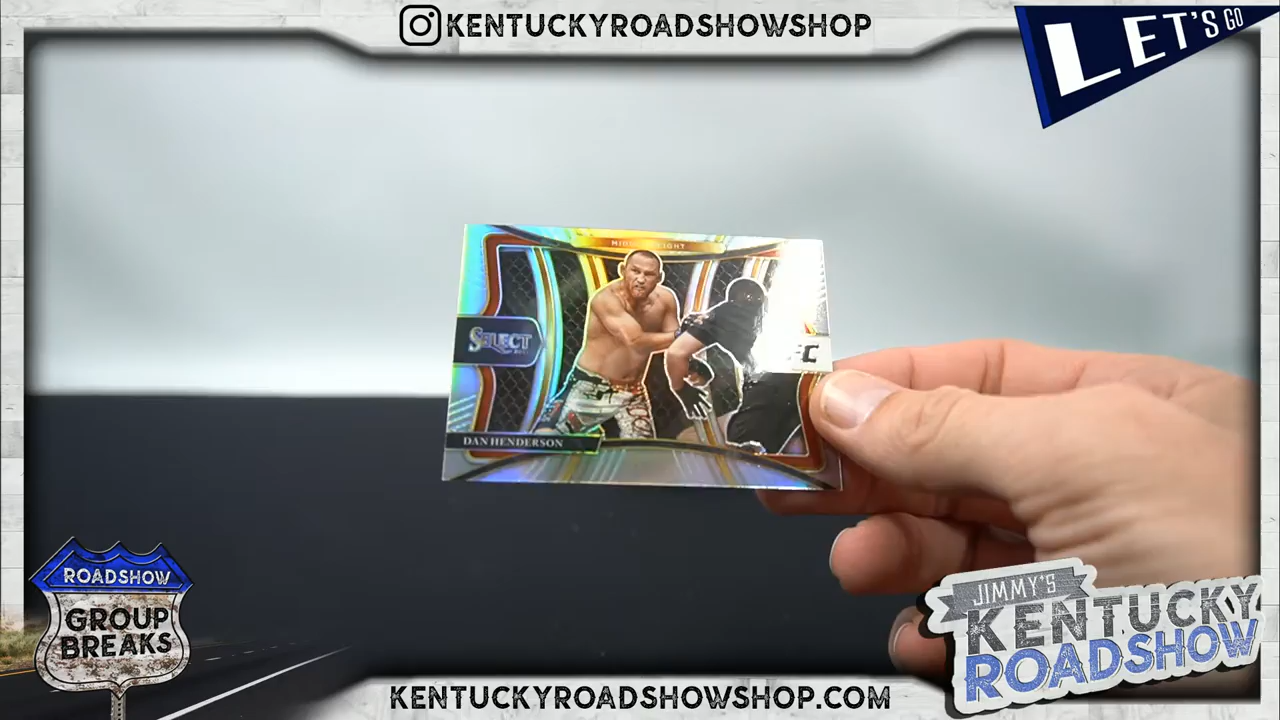 KENTUCKYROADSHOWSHOP
LET'S GO
MIDDLEWEIGHT
SELECT
DAN HENDERSON
ROADSHOW
GROUP
BREAKS
JIMMY'S
KENTUCKY
ROADSHOW
KENTUCKYROADSHOWSHOP.COM